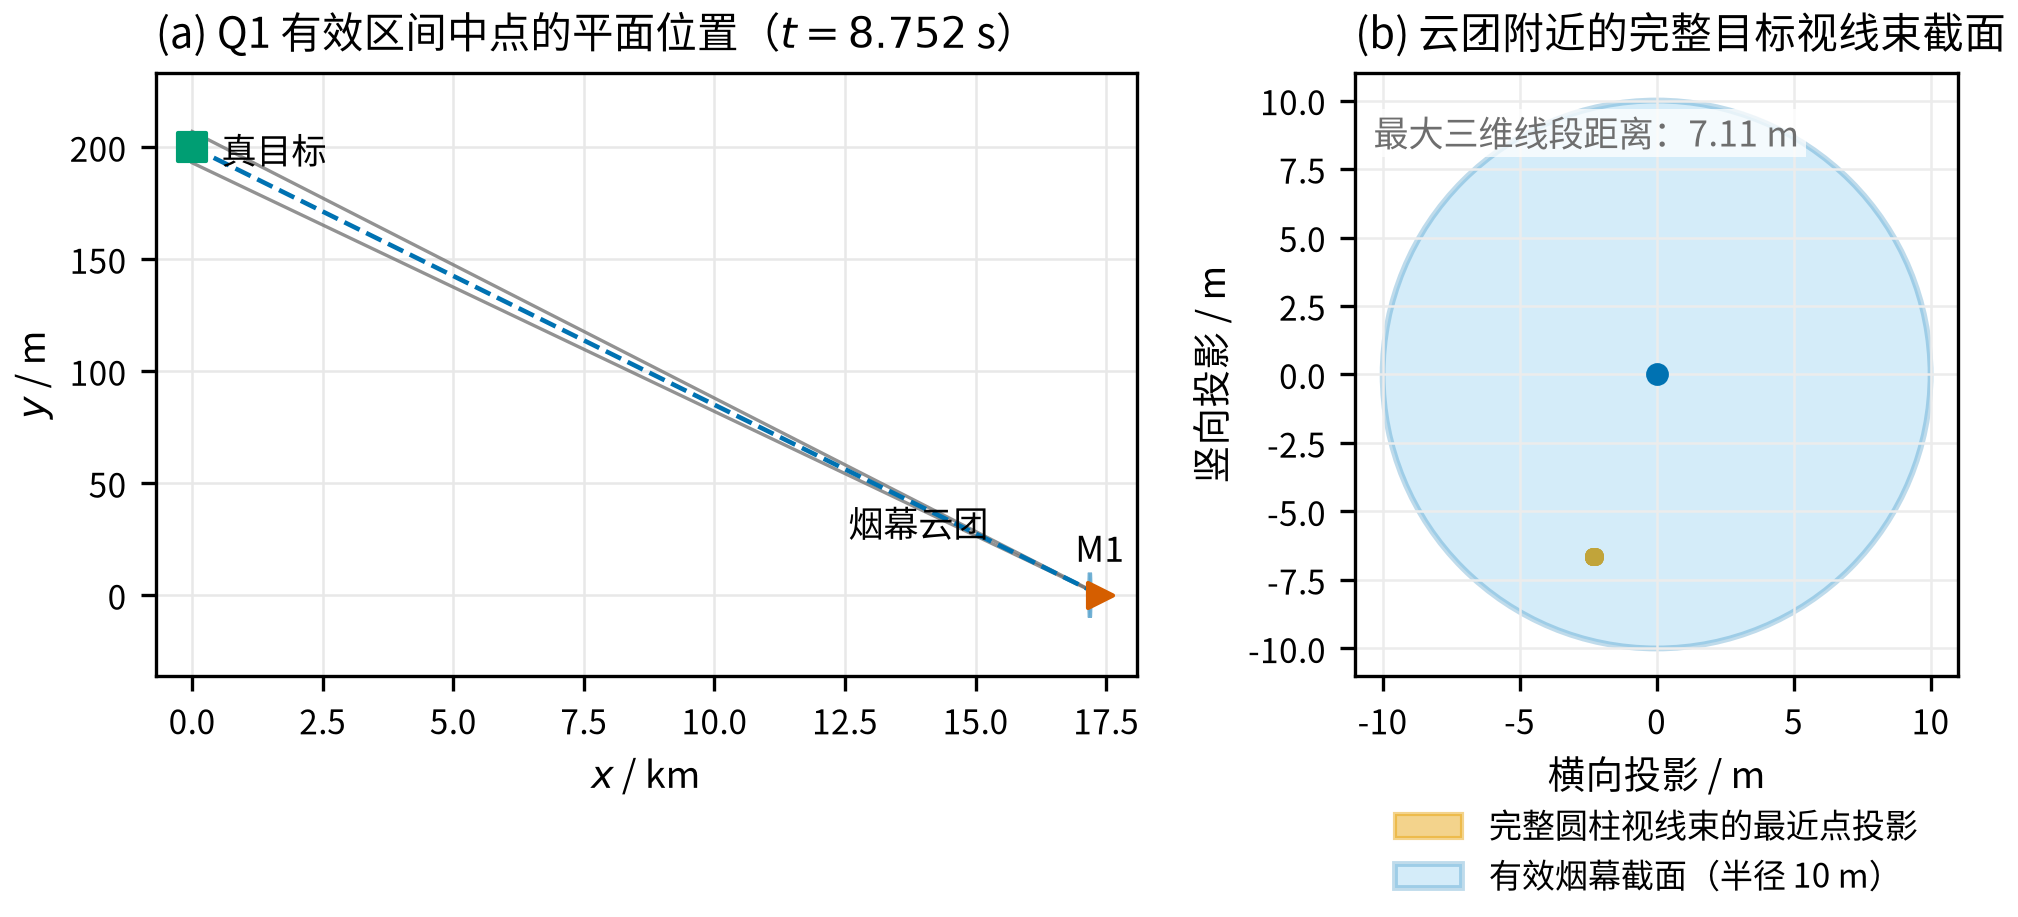 (a) Q1 有效区间中点的平面位置（t = 8.752 s）
200
150
100
50
0
y / m
真目标
烟幕云团
M1
0.0 2.5 5.0 7.5 10.0 12.5 15.0 17.5
x / km
(b) 云团附近的完整目标视线束截面
10.0
7.5
5.0
2.5
0.0
-2.5
-5.0
-7.5
-10.0
竖向投影 / m
最大三维线段距离：7.11 m
-10 -5 0 5 10
横向投影 / m
完整圆柱视线束的最近点投影
有效烟幕截面（半径 10 m）